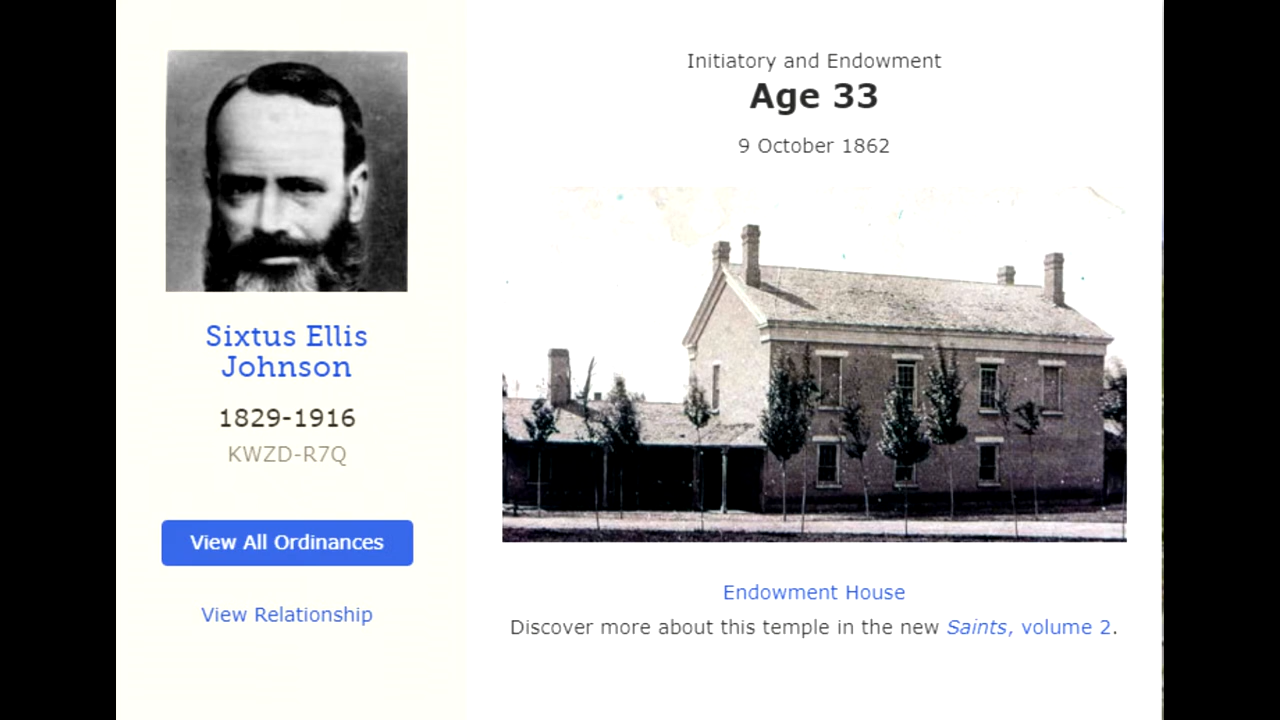 Sixtus Ellis
Johnson
1829-1916
KWZD-R7Q
View All Ordinances
View Relationship
Initiatory and Endowment
Age 33
9 October 1862
Endowment House
Discover more about this temple in the new Saints, volume 2.